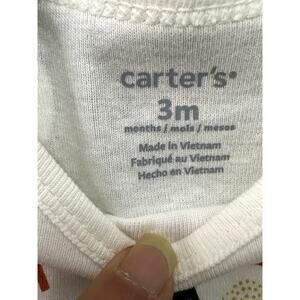 carter's®
3m
months / mois / meses
Made in Vietnam
Fabriqué au Vietnam
Hecho en Vietnam